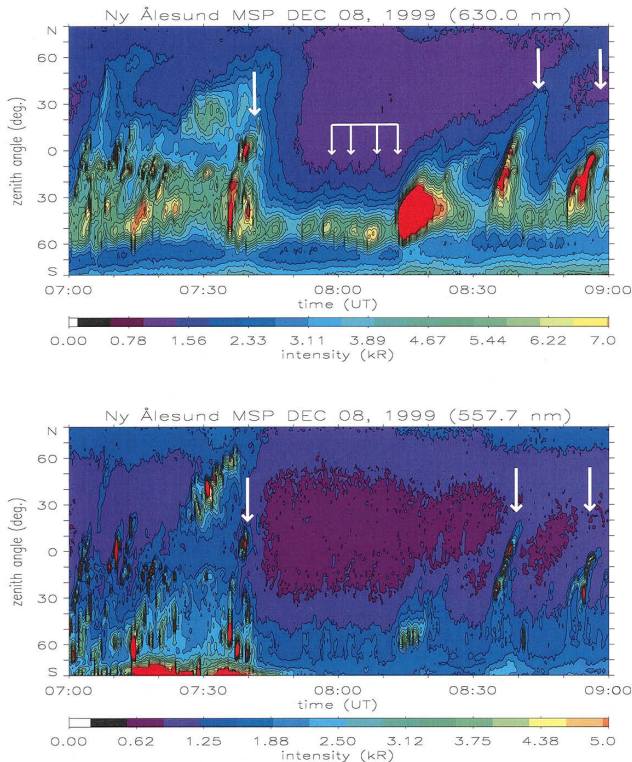 Ny Ålesund MSP DEC 08, 1999 (630.0 nm)
N
60
30
0
30
60
S
zenith angle (deg.)
07:00 07:30 08:00 08:30 09:00
time (UT)
0.00 0.78 1.56 2.33 3.11 3.89 4.67 5.44 6.22 7.0
intensity (kR)
Ny Ålesund MSP DEC 08, 1999 (557.7 nm)
N
60
30
0
30
60
S
zenith angle (deg.)
07:00 07:30 08:00 08:30 09:00
time (UT)
0.00 0.62 1.25 1.88 2.50 3.12 3.75 4.38 5.0
intensity (kR)